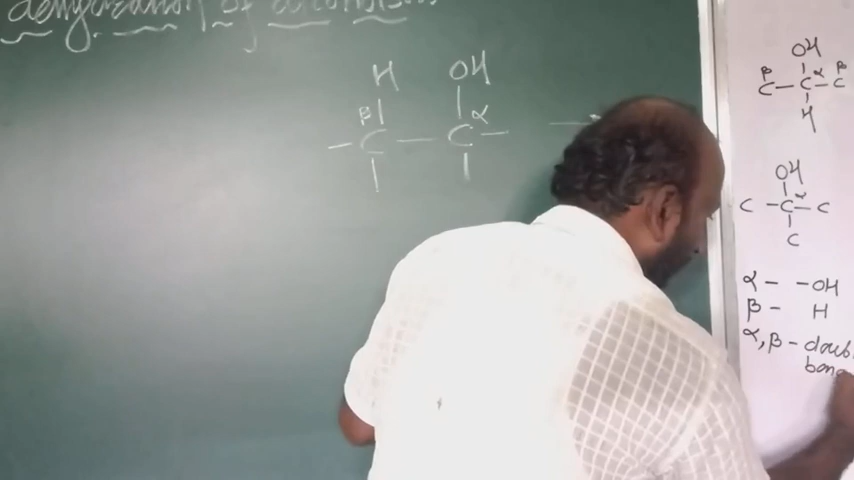 dehydration of alcohols
H OH
β α
— C — C — →
OH
β α β
C — C — C
H
OH
α
C — C — C
C
α — -OH
β — H
α, β - doub
bon